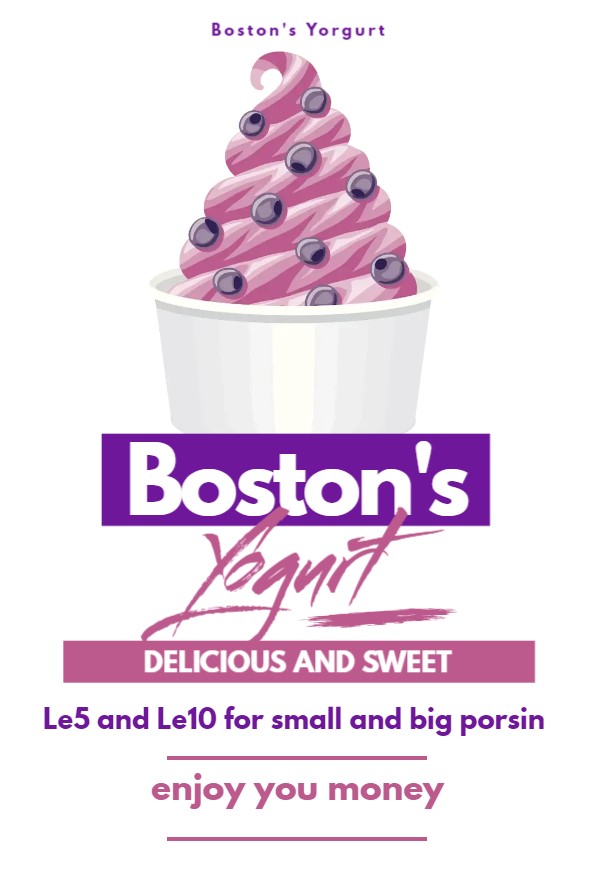 Boston's Yorgurt
Boston's
Yogurt
DELICIOUS AND SWEET
Le5 and Le10 for small and big porsin
enjoy you money